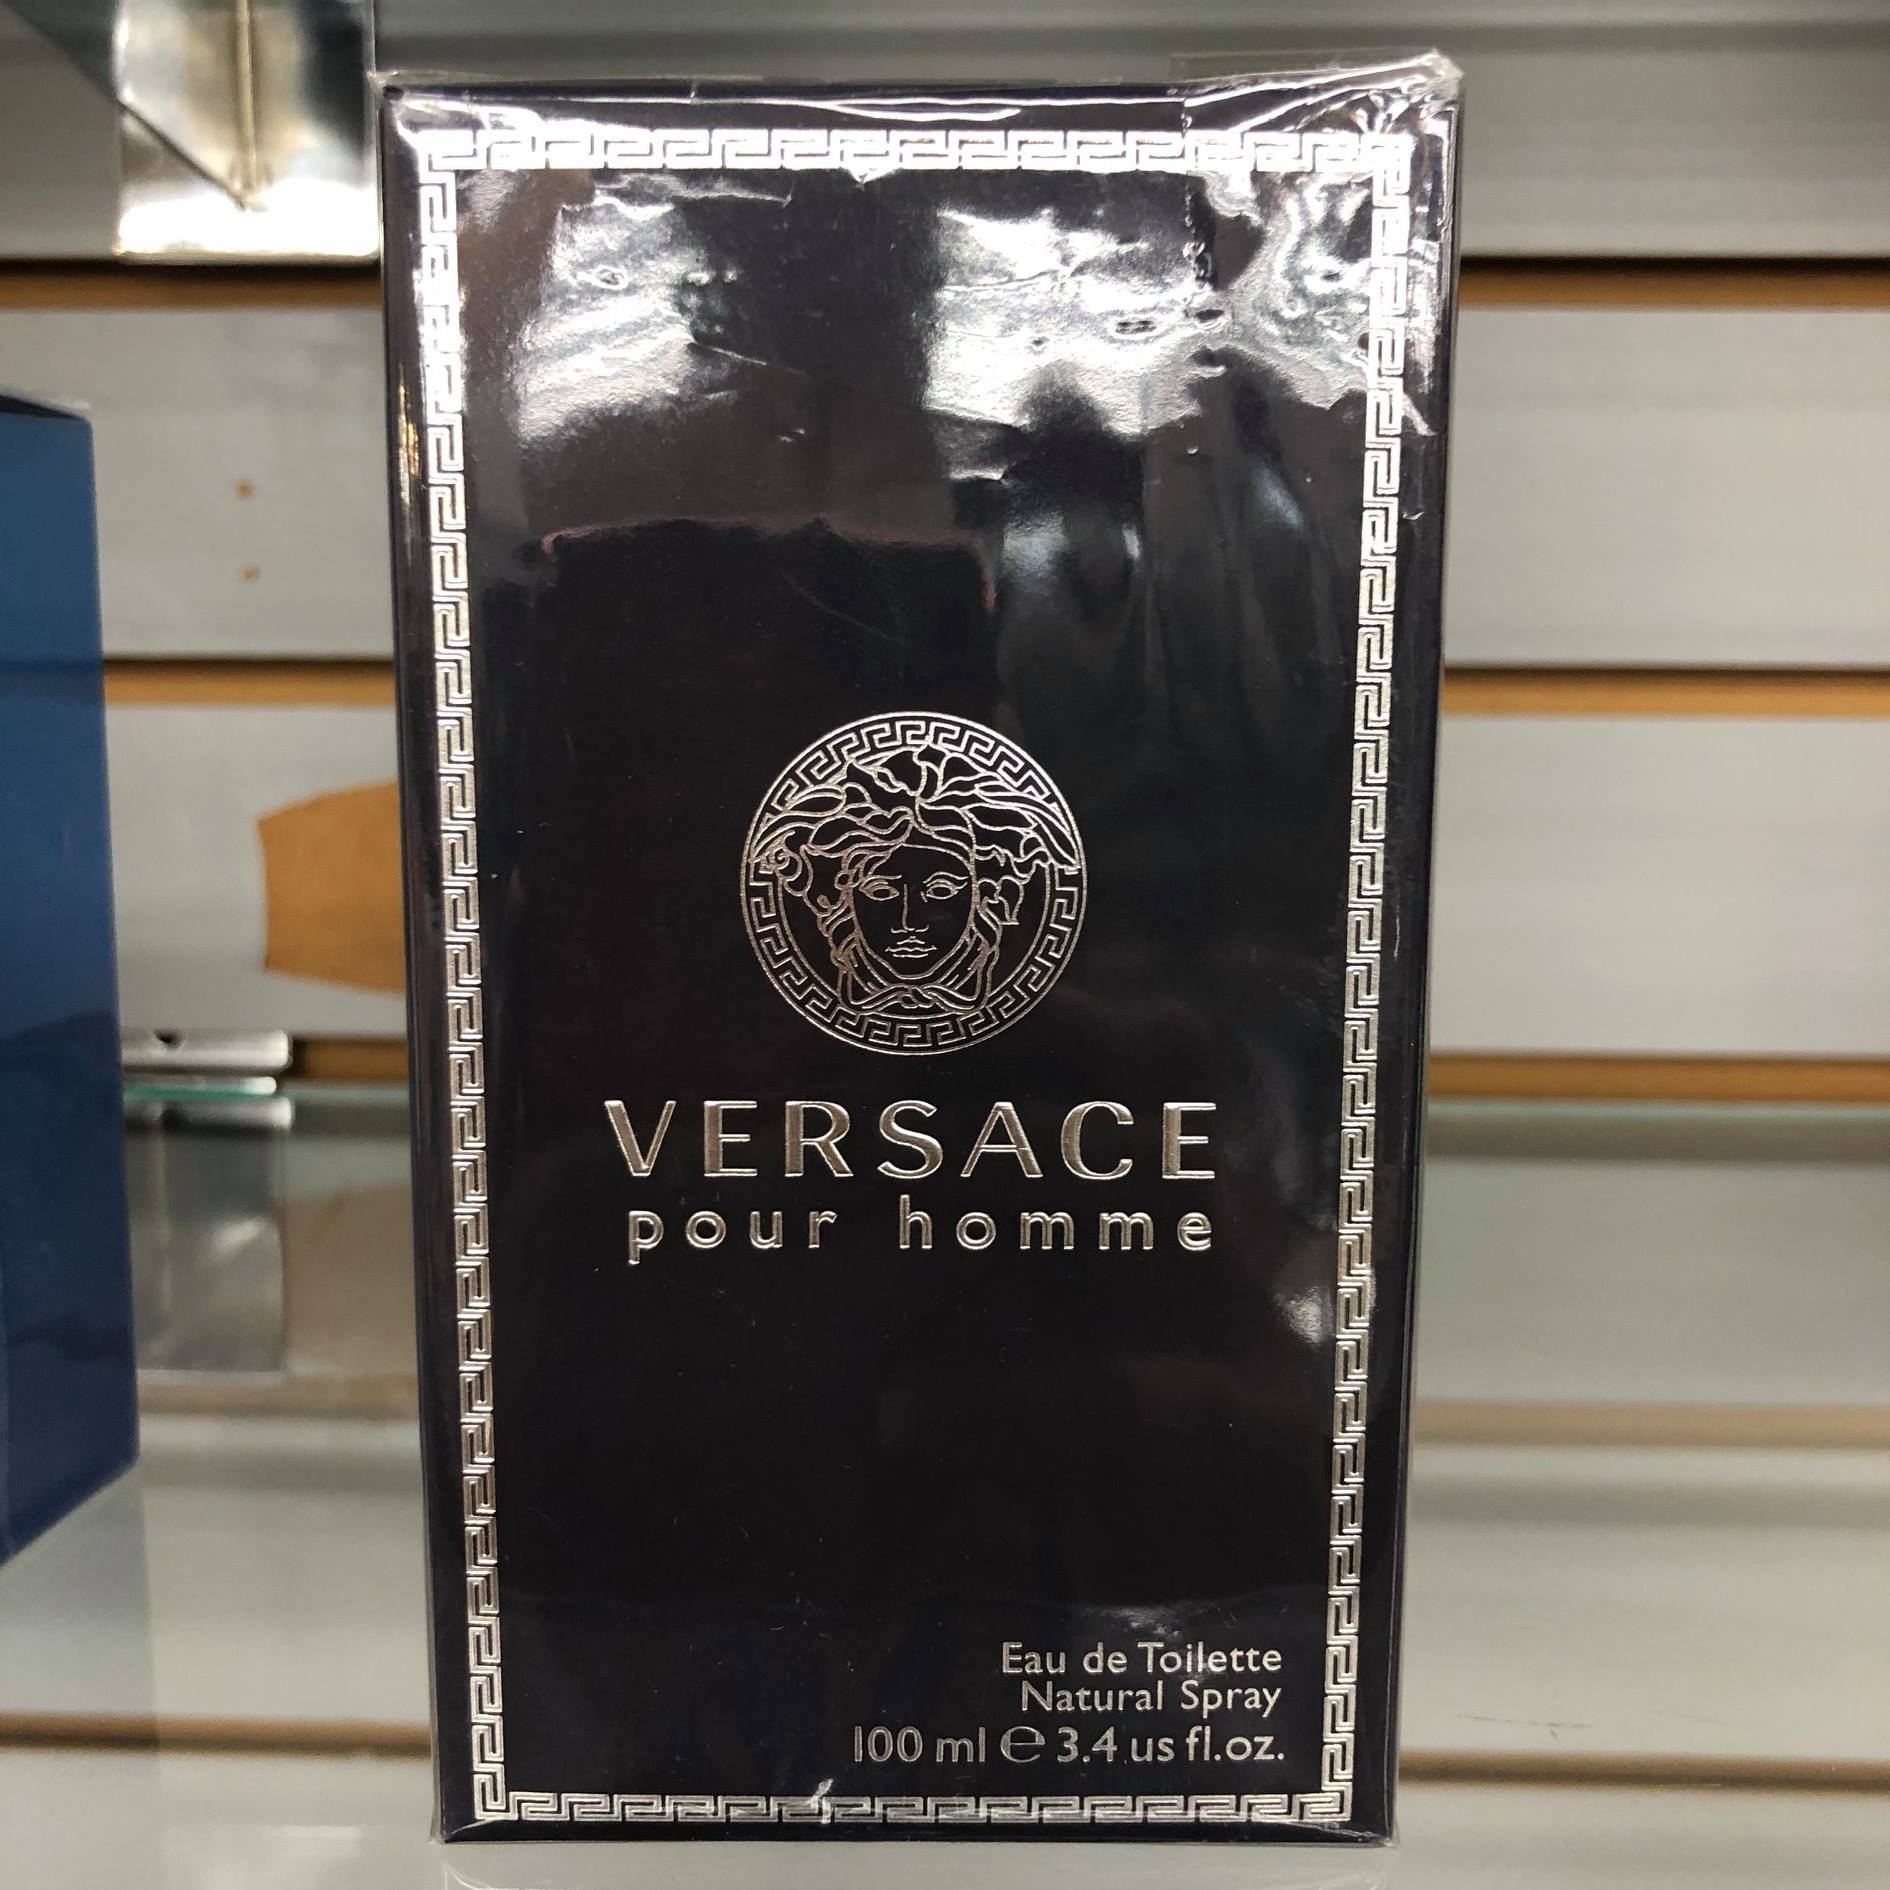 VERSACE
pour homme
Eau de Toilette
Natural Spray
100 ml ℮ 3.4 us fl.oz.